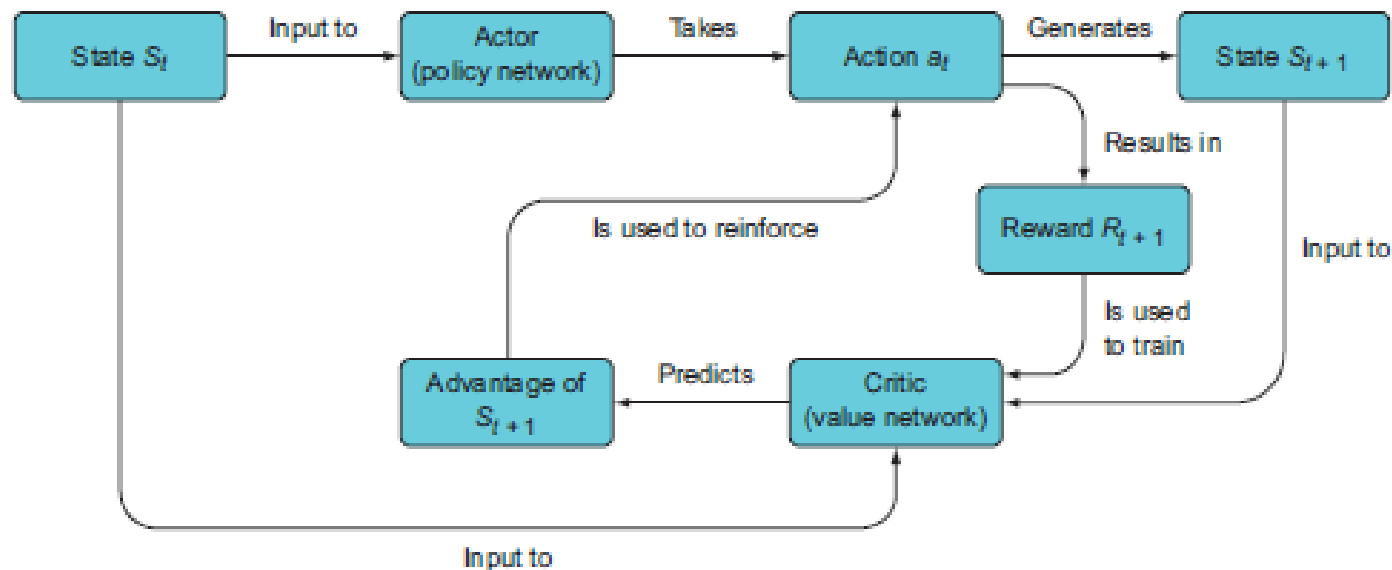 Input to
Takes
Generates
State Sₜ
Actor
(policy network)
Action aₜ
State Sₜ₊₁
Results in
Is used to reinforce
Reward Rₜ₊₁
Input to
Is used
to train
Advantage of
Sₜ₊₁
Predicts
Critic
(value network)
Input to